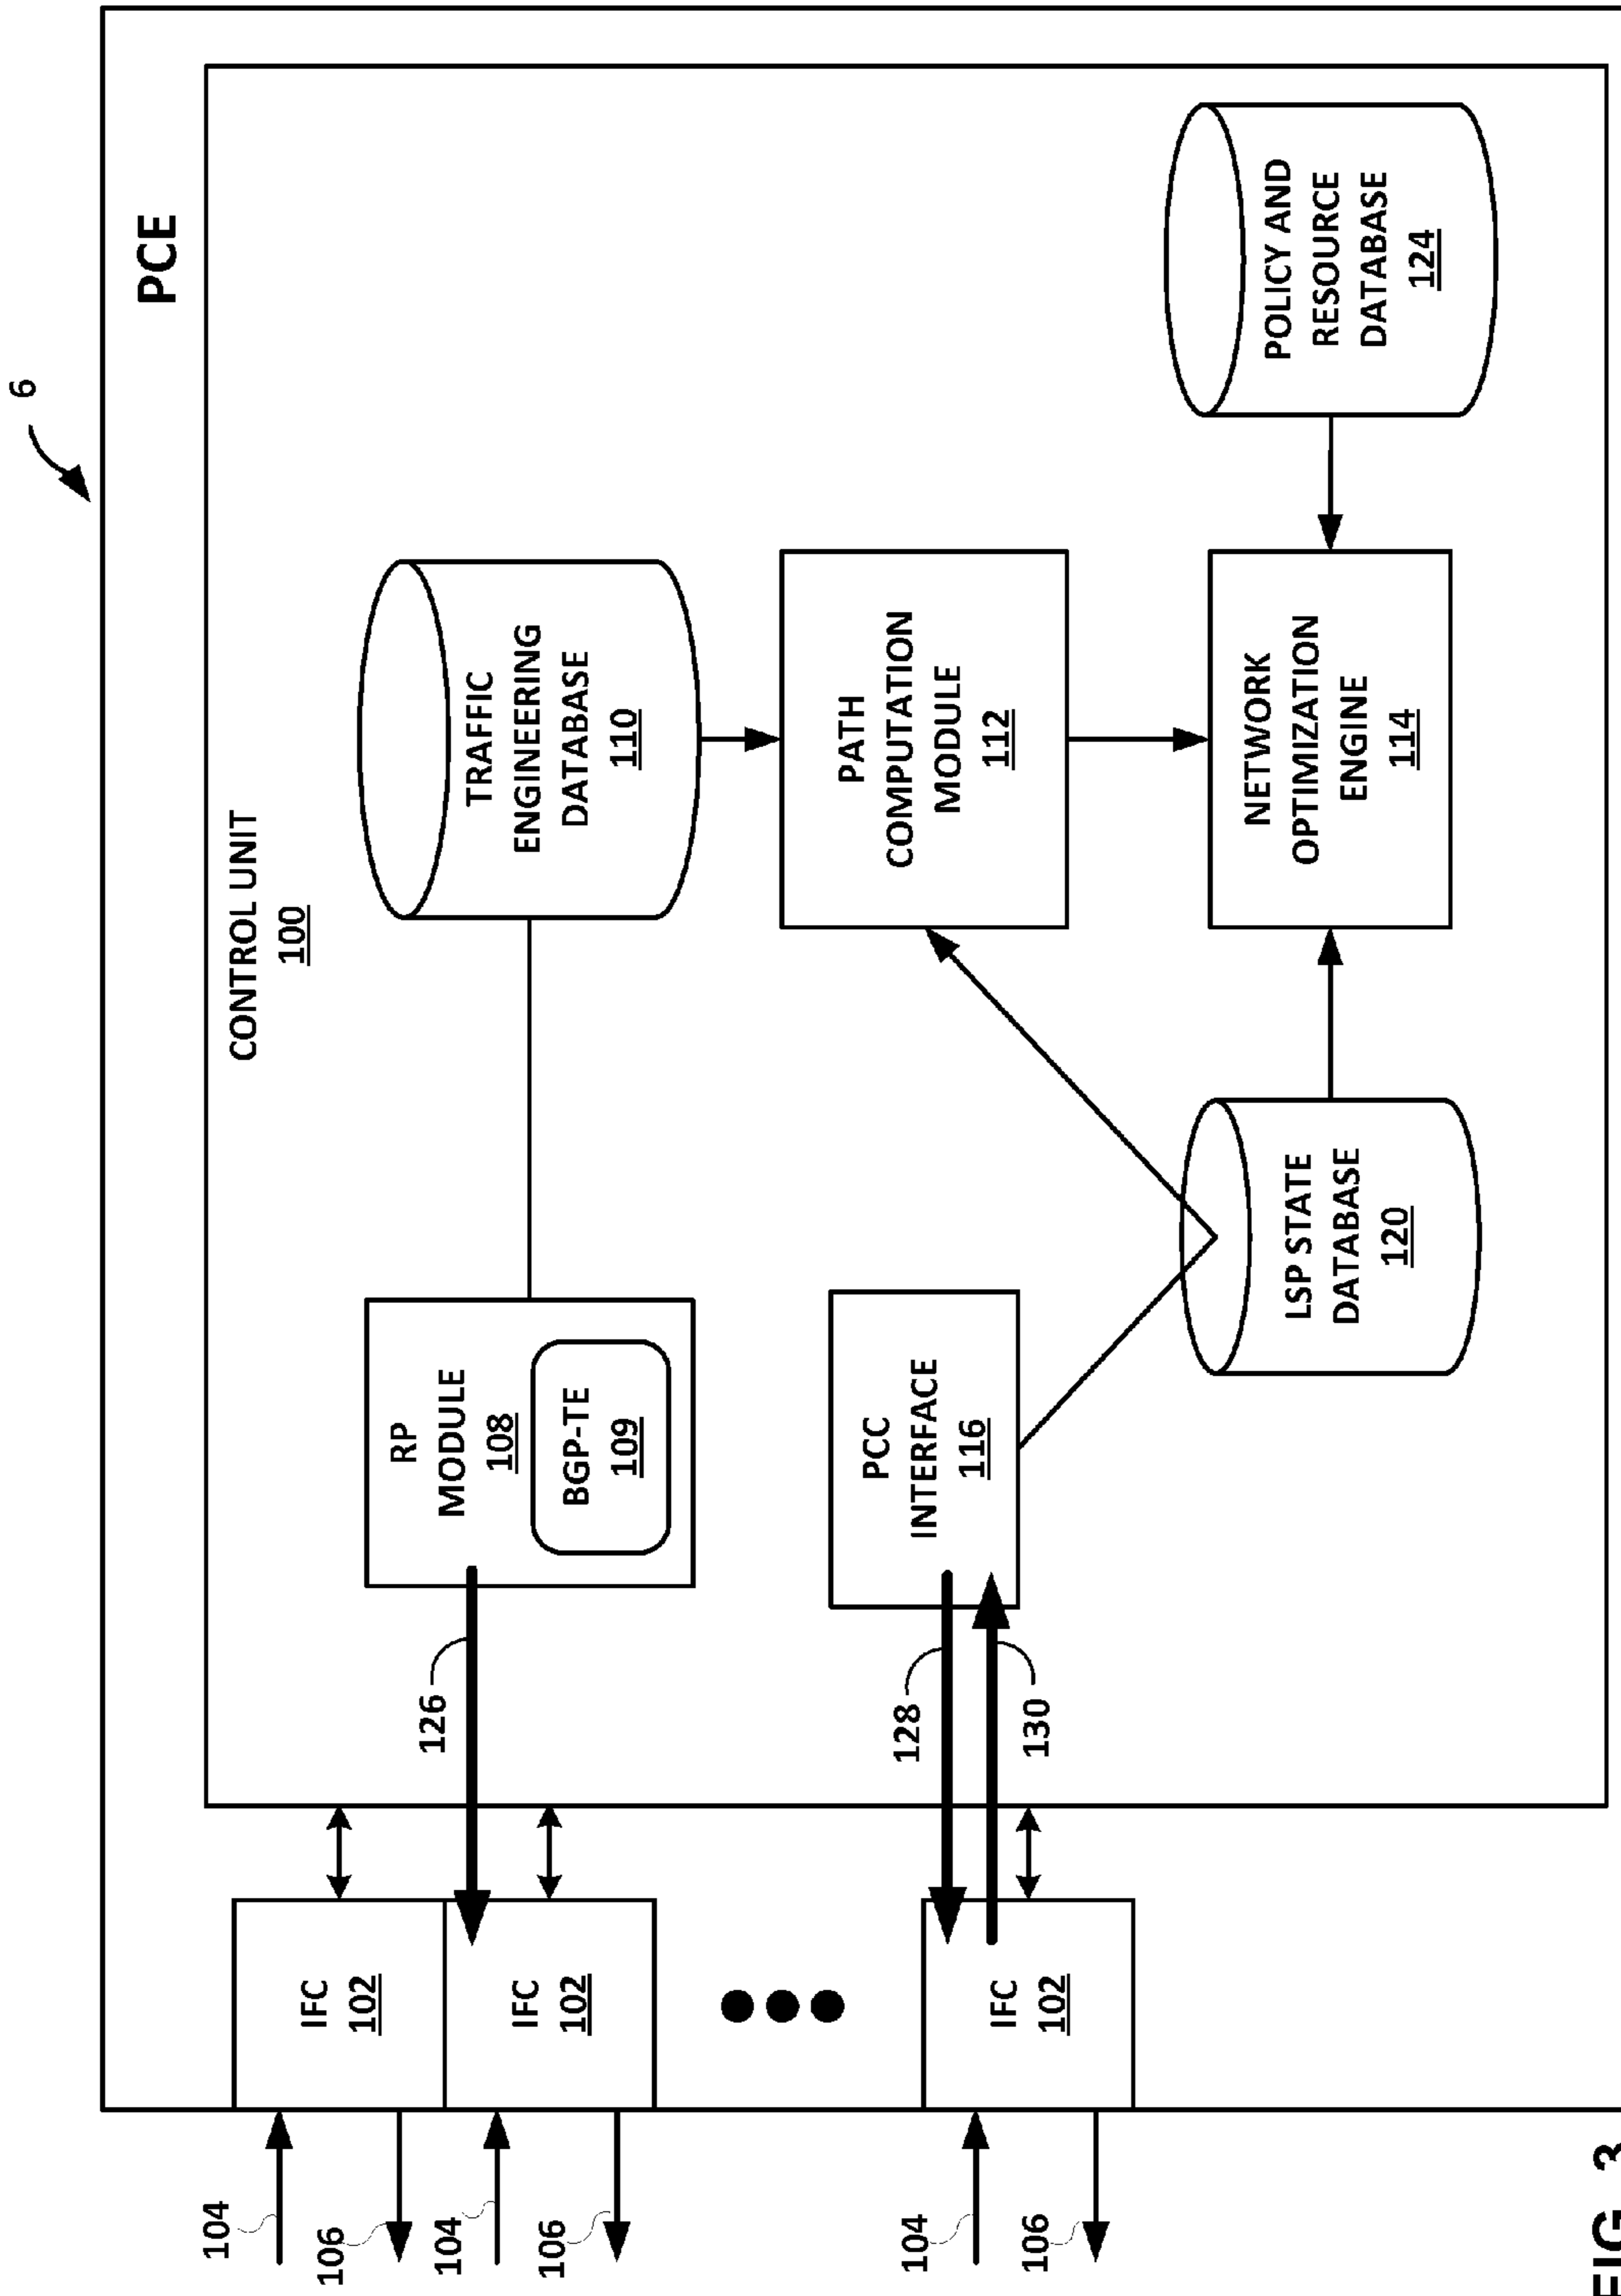 6
PCE
CONTROL UNIT
100
RP
MODULE
108
BGP-TE
109
TRAFFIC
ENGINEERING
DATABASE
110
126
PCC
INTERFACE
116
128
130
PATH
COMPUTATION
MODULE
112
LSP STATE
DATABASE
120
NETWORK
OPTIMIZATION
ENGINE
114
POLICY AND
RESOURCE
DATABASE
124
IFC
102
IFC
102
IFC
102
104
106
104
106
104
106
FIG. 3